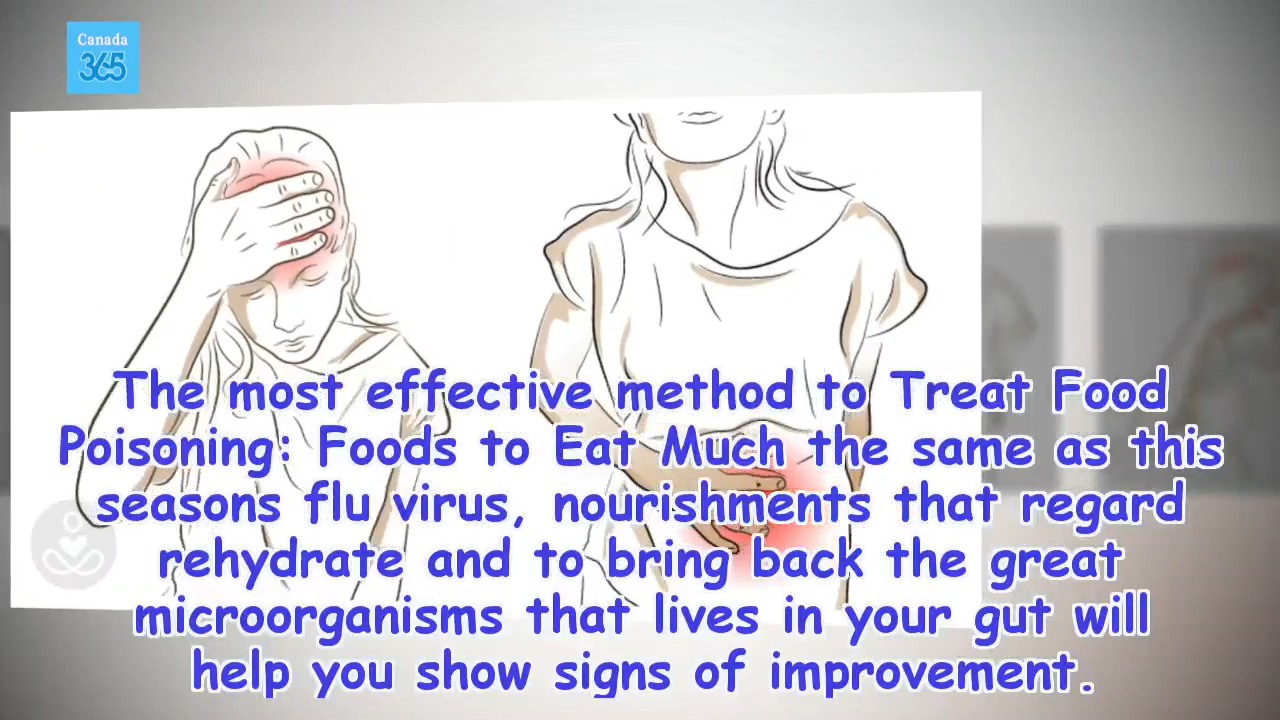 Canada
365
The most effective method to Treat Food
Poisoning: Foods to Eat Much the same as this
seasons flu virus, nourishments that regard
rehydrate and to bring back the great
microorganisms that lives in your gut will
help you show signs of improvement.